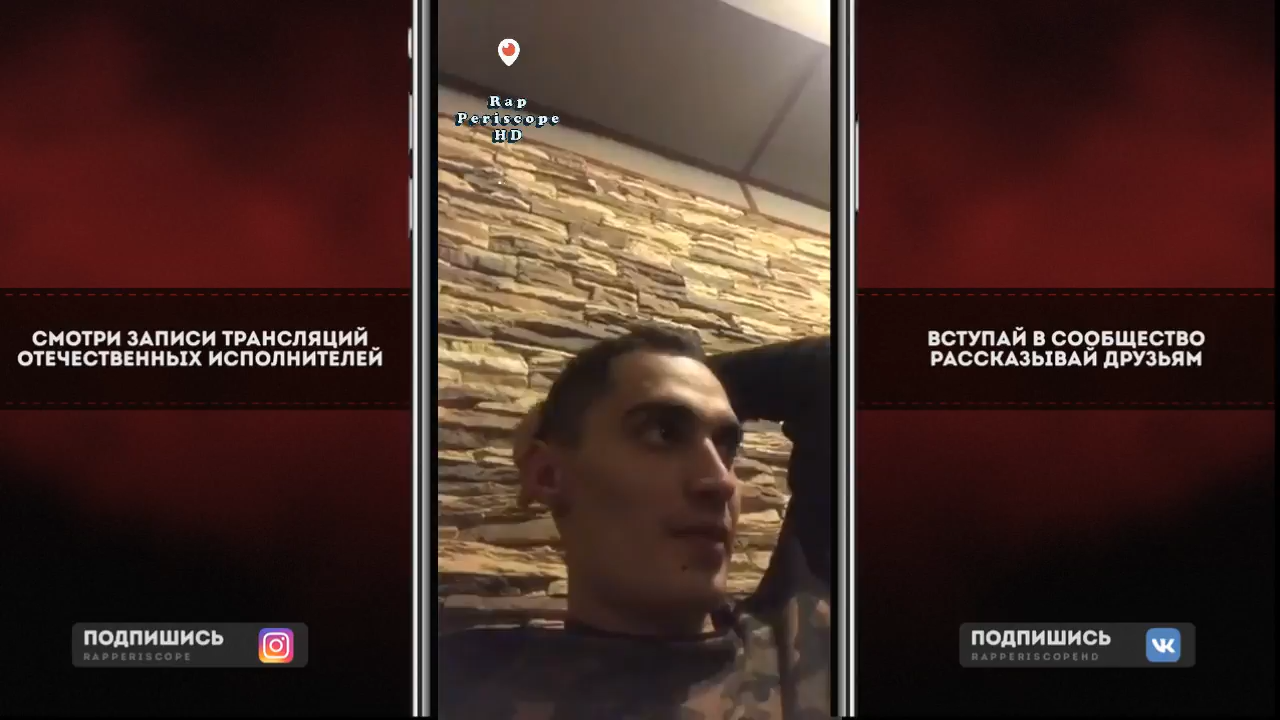 Rap
Periscope
HD
СМОТРИ ЗАПИСИ ТРАНСЛЯЦИЙ
ОТЕЧЕСТВЕННЫХ ИСПОЛНИТЕЛЕЙ
ВСТУПАЙ В СООБЩЕСТВО
РАССКАЗЫВАЙ ДРУЗЬЯМ
ПОДПИШИСЬ
RAPPERISCOPE
ПОДПИШИСЬ
RAPPERISCOPEHD